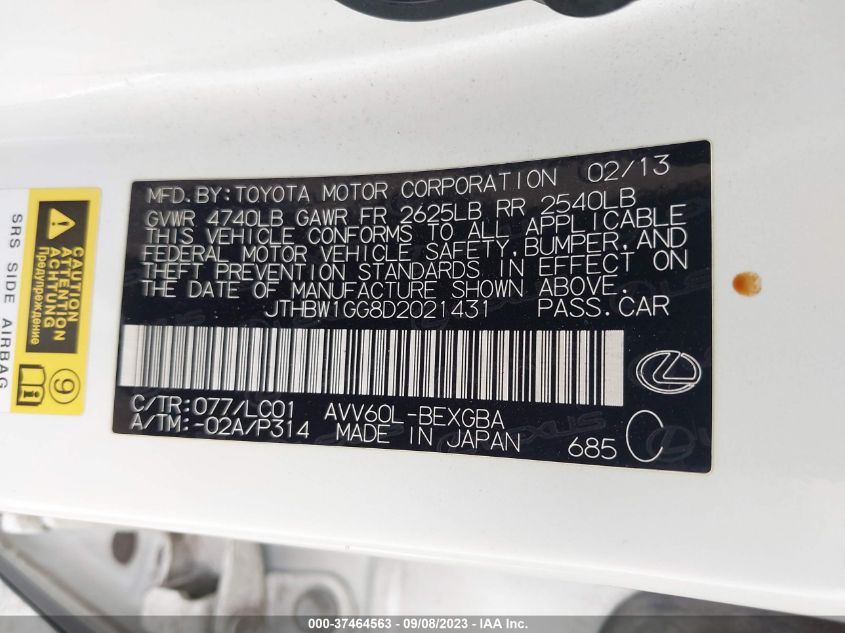 MFD. BY: TOYOTA MOTOR CORPORATION 02/13
GVWR 4740LB GAWR FR 2625LB RR 2540LB
THIS VEHICLE CONFORMS TO ALL APPLICABLE
FEDERAL MOTOR VEHICLE SAFETY, BUMPER, AND
THEFT PREVENTION STANDARDS IN EFFECT ON
THE DATE OF MANUFACTURE SHOWN ABOVE.
JTHBW1GG8D2021431 PASS. CAR
C/TR: 077/LC01 AVV60L-BEXGBA
A/TM: -02A/P314 MADE IN JAPAN 685 C
SRS SIDE AIRBAG
CAUTION
ATTENTION
ACHTUNG
Предупреждение
9
000-37464563 - 09/08/2023 - IAA Inc.